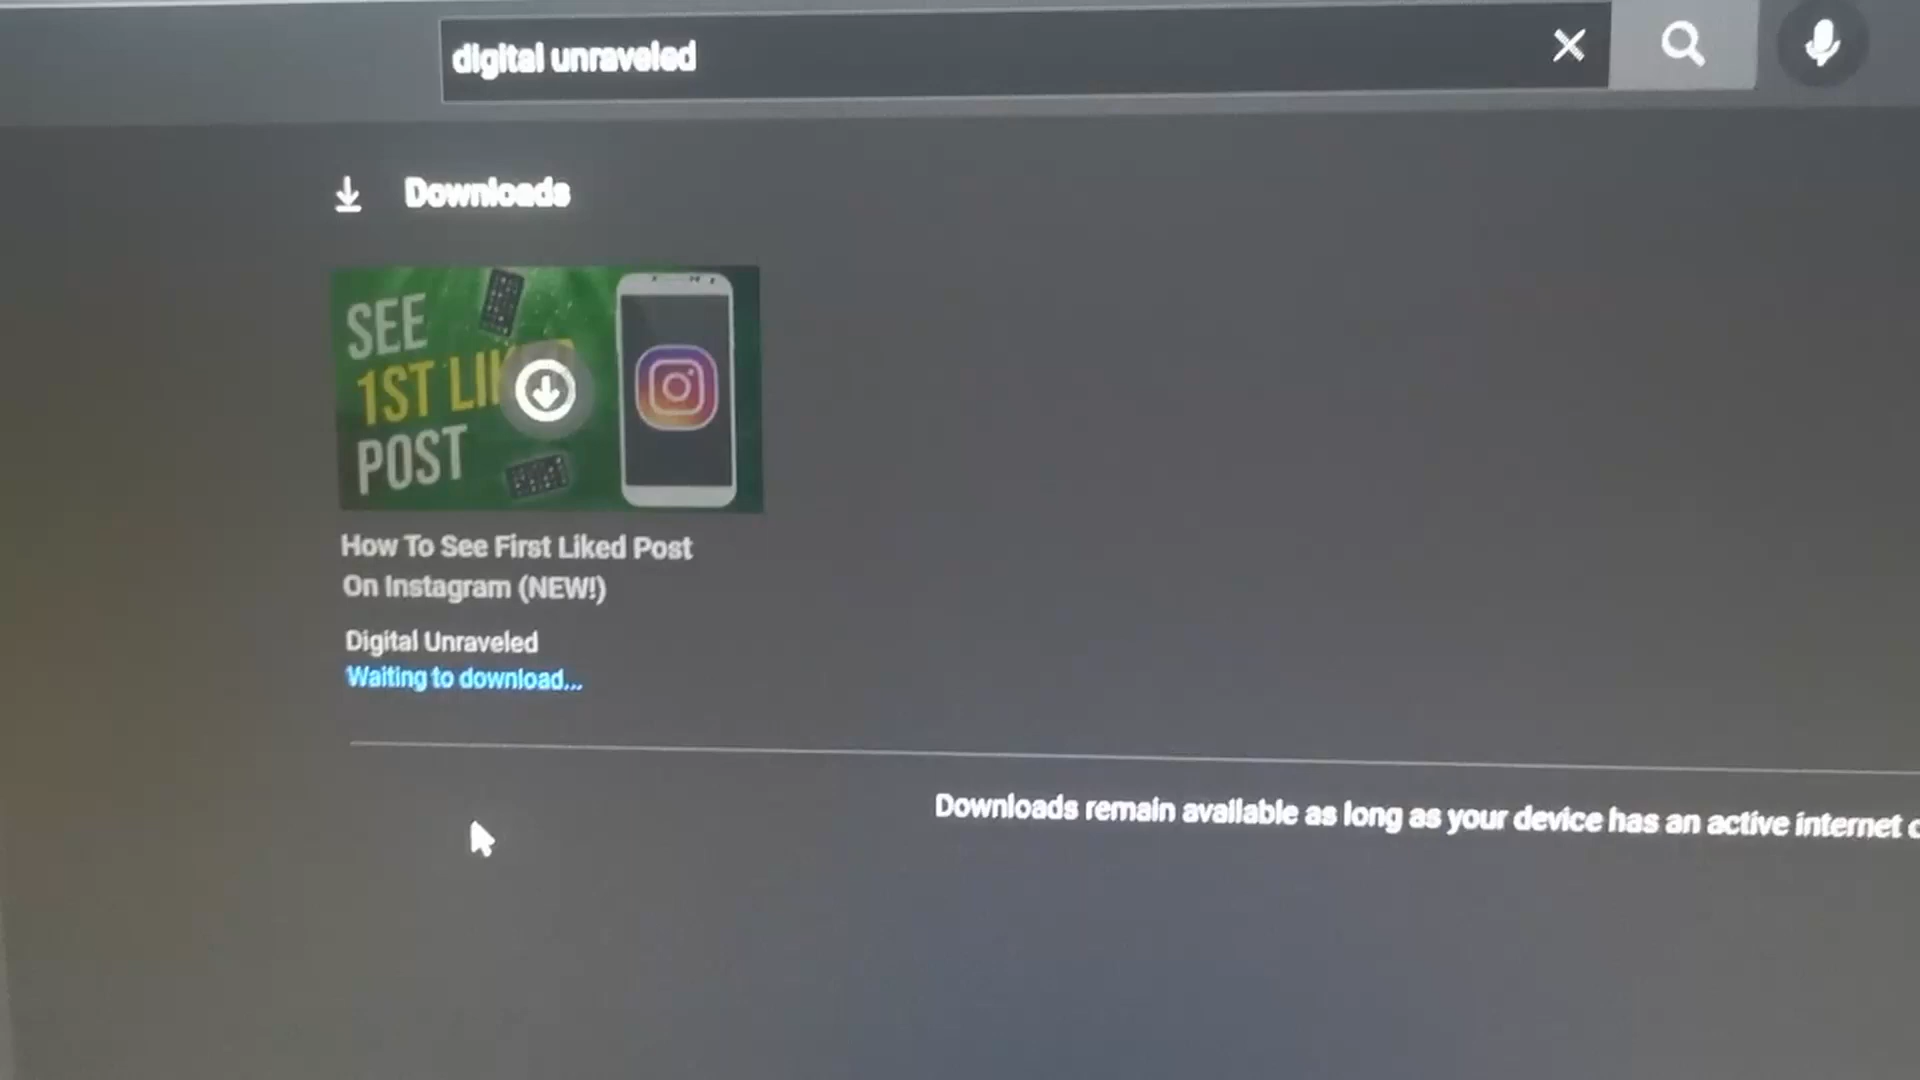 digital unraveled
Downloads
SEE
1ST
POST
How To See First Liked Post
On Instagram (NEW!)
Digital Unraveled
Waiting to download...
Downloads remain available as long as your device has an active internet